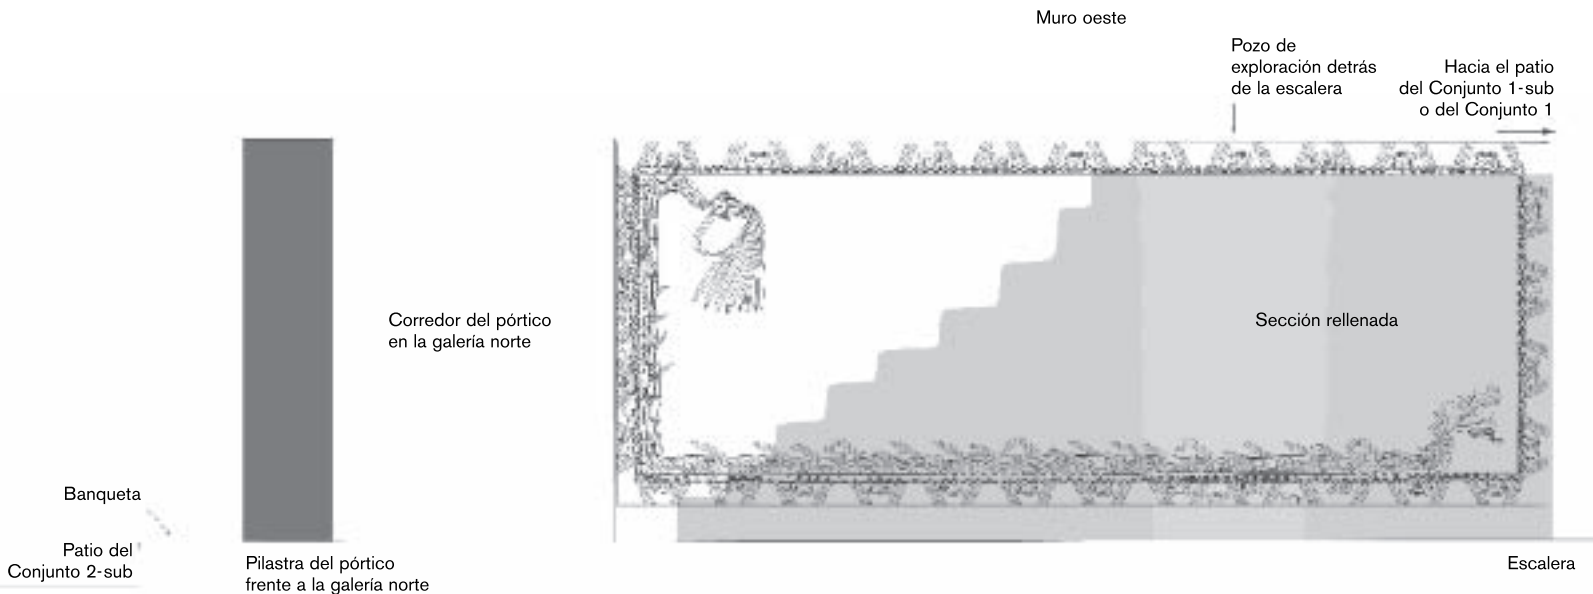 Muro oeste
Pozo de
exploración detrás
de la escalera
Hacia el patio
del Conjunto 1-sub
o del Conjunto 1
Corredor del pórtico
en la galería norte
Sección rellenada
Banqueta
Patio del
Conjunto 2-sub
Pilastra del pórtico
frente a la galería norte
Escalera